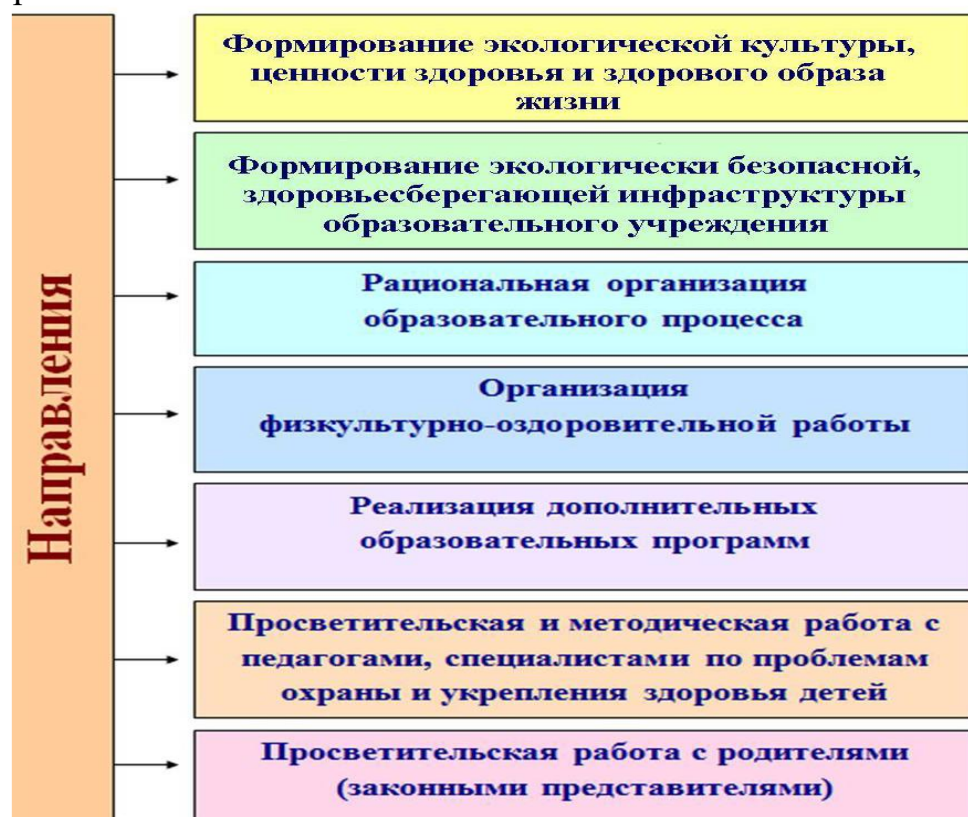 Направления
Формирование экологической культуры,
ценности здоровья и здорового образа
жизни
Формирование экологически безопасной,
здоровьесберегающей инфраструктуры
образовательного учреждения
Рациональная организация
образовательного процесса
Организация
физкультурно-оздоровительной работы
Реализация дополнительных
образовательных программ
Просветительская и методическая работа с
педагогами, специалистами по проблемам
охраны и укрепления здоровья детей
Просветительская работа с родителями
(законными представителями)